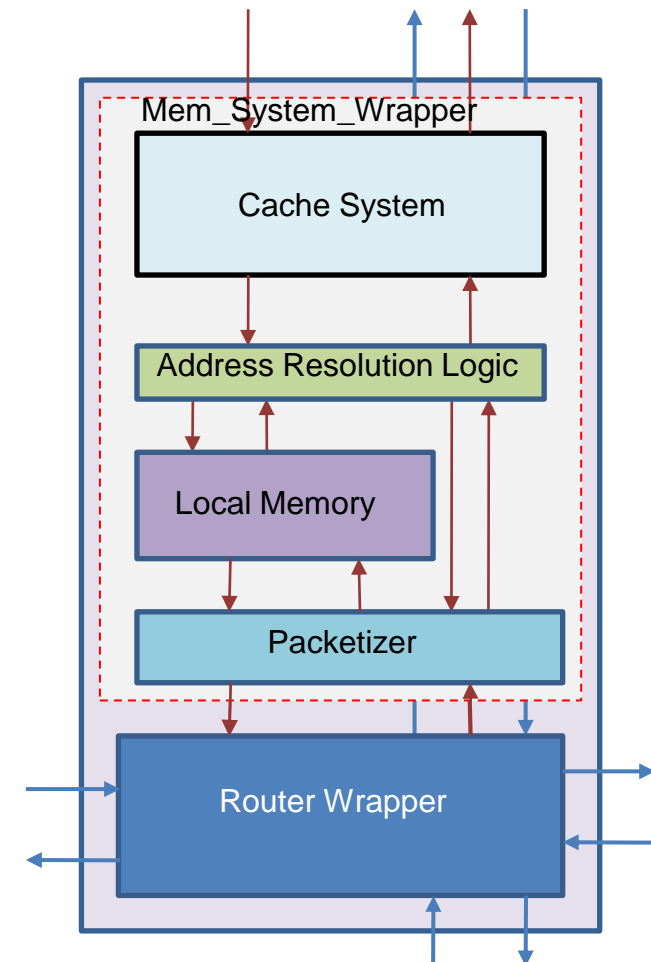 Mem_System_Wrapper
Cache System
Address Resolution Logic
Local Memory
Packetizer
Router Wrapper